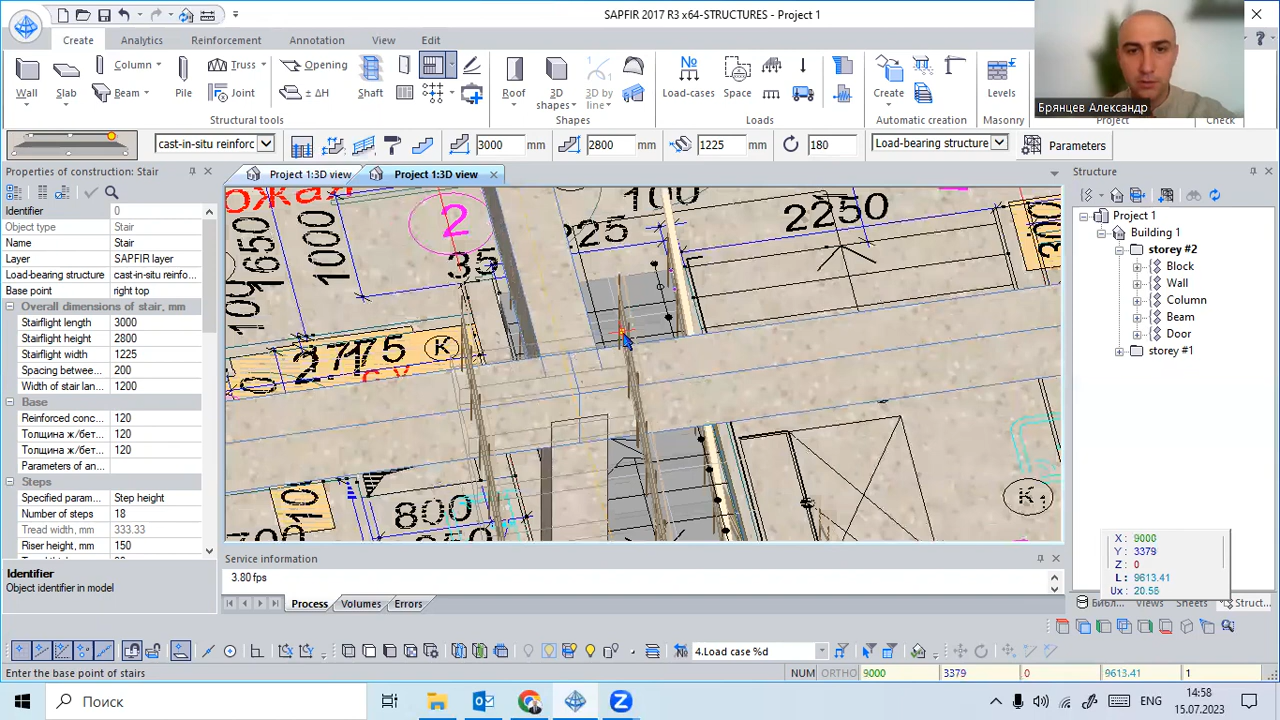 SAPFIR 2017 R3 x64-STRUCTURES - Project 1
Create Analytics Reinforcement Annotation View Edit
Wall Slab Column Beam Pile Truss Joint Opening ± ΔH Shaft
Roof 3D shapes 3D by line Load-cases Space Create Levels
Structural tools Shapes Loads Automatic creation Masonry Project Check
Брянцев Александр
cast-in-situ reinforc 3000 mm 2800 mm 1225 mm 180 Load-bearing structure Parameters
Properties of construction: Stair
Project 1:3D view Project 1:3D view
Structure
Identifier 0
Object type Stair
Name Stair
Layer SAPFIR layer
Load-bearing structure cast-in-situ reinfo...
Base point right top
Overall dimensions of stair, mm
Stairflight length 3000
Stairflight height 2800
Stairflight width 1225
Spacing betwee... 200
Width of stair lan... 1200
Base
Reinforced conc... 120
Толщина ж/бет... 120
Толщина ж/бет... 120
Parameters of an...
Steps
Specified param... Step height
Number of steps 18
Tread width, mm 333.33
Riser height, mm 150
Identifier
Object identifier in model
2
100
2250
225
1650
1000
35
300
К
800
10
К
Project 1
Building 1
storey #2
Block
Wall
Column
Beam
Door
storey #1
X: 9000
Y: 3379
Z: 0
L: 9613.41
Ux: 20.58
Библ... Views Sheets Struct...
Service information
3.80 fps
Process Volumes Errors
4.Load case %d
Enter the base point of stairs NUM ORTHO 9000 3379 0 9613.41 1
Поиск
ENG
14:58
15.07.2023